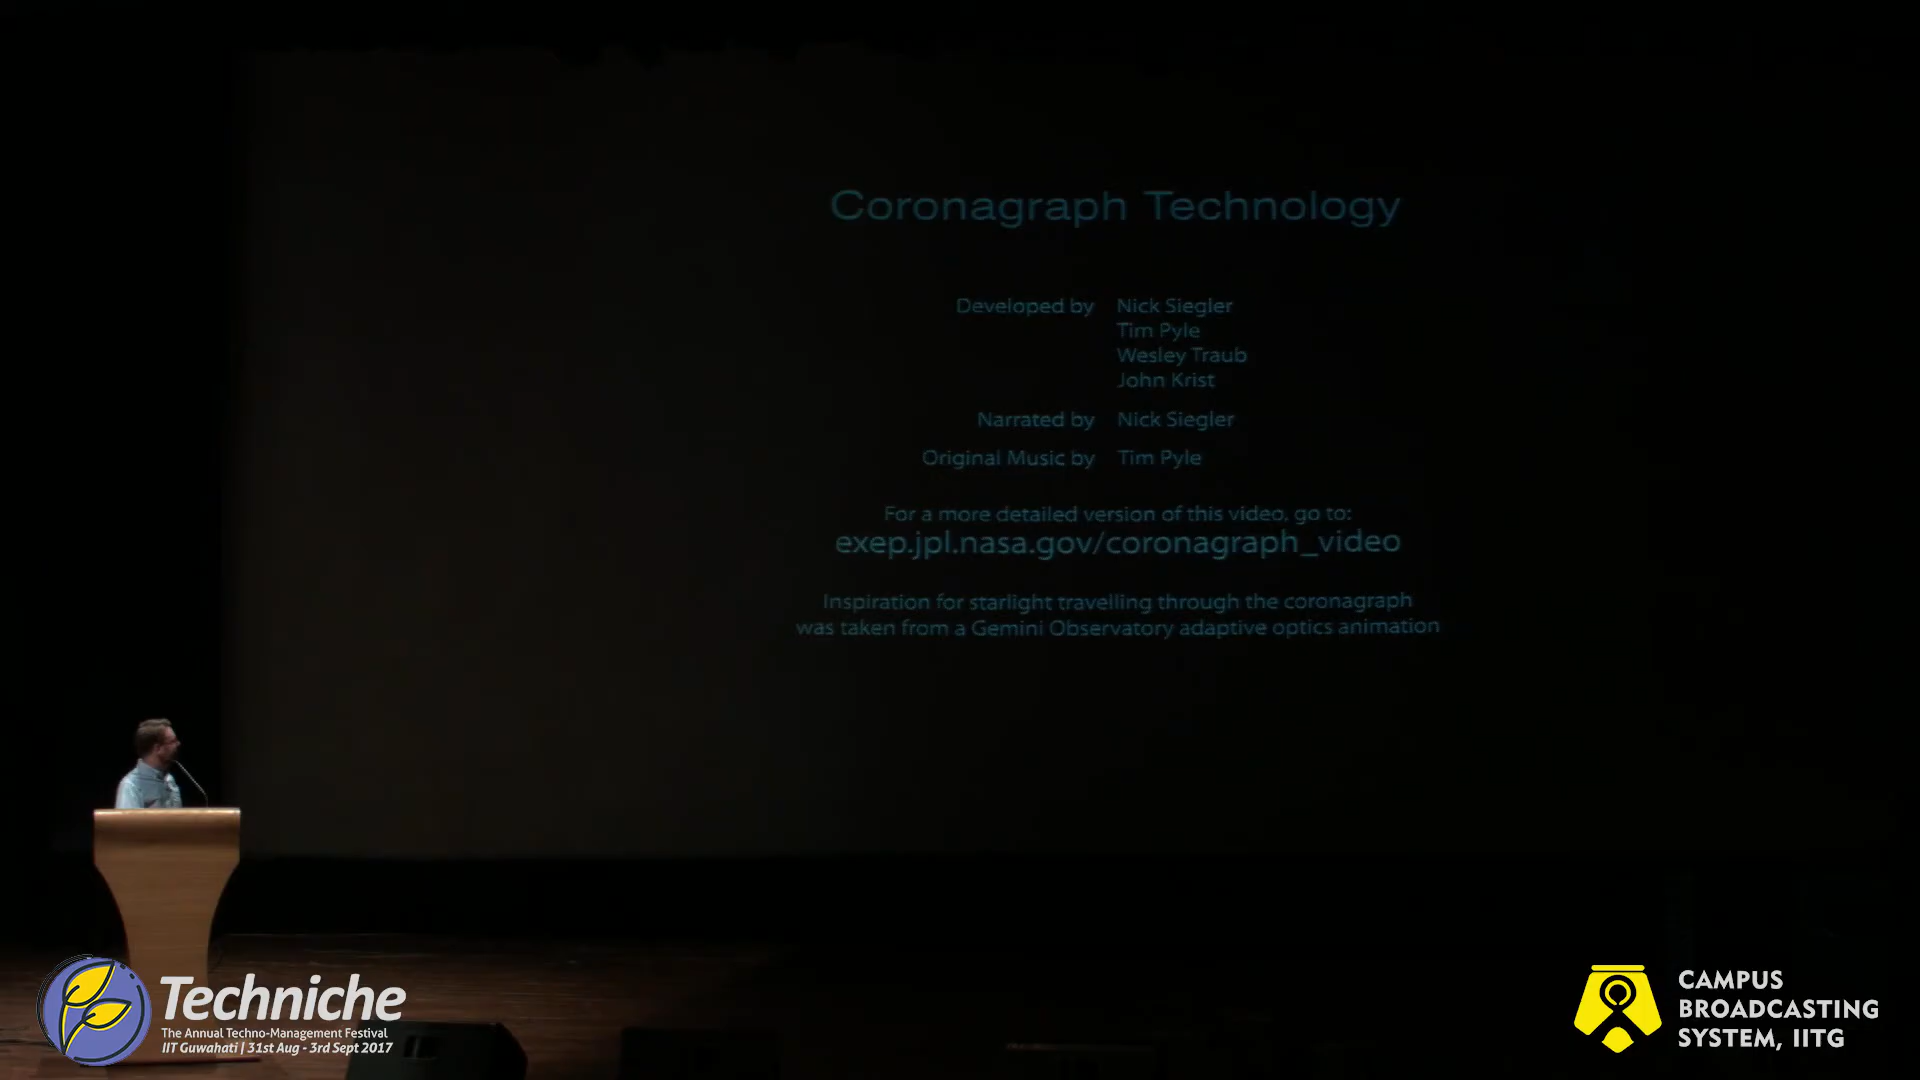 Coronagraph Technology
Developed by Nick Siegler
Tim Pyle
Wesley Traub
John Krist
Narrated by Nick Siegler
Original Music by Tim Pyle
For a more detailed version of this video, go to:
exep.jpl.nasa.gov/coronagraph_video
Inspiration for starlight travelling through the coronagraph
was taken from a Gemini Observatory adaptive optics animation
Techniche
The Annual Techno-Management Festival
IIT Guwahati | 31st Aug - 3rd Sept 2017
CAMPUS
BROADCASTING
SYSTEM, IITG